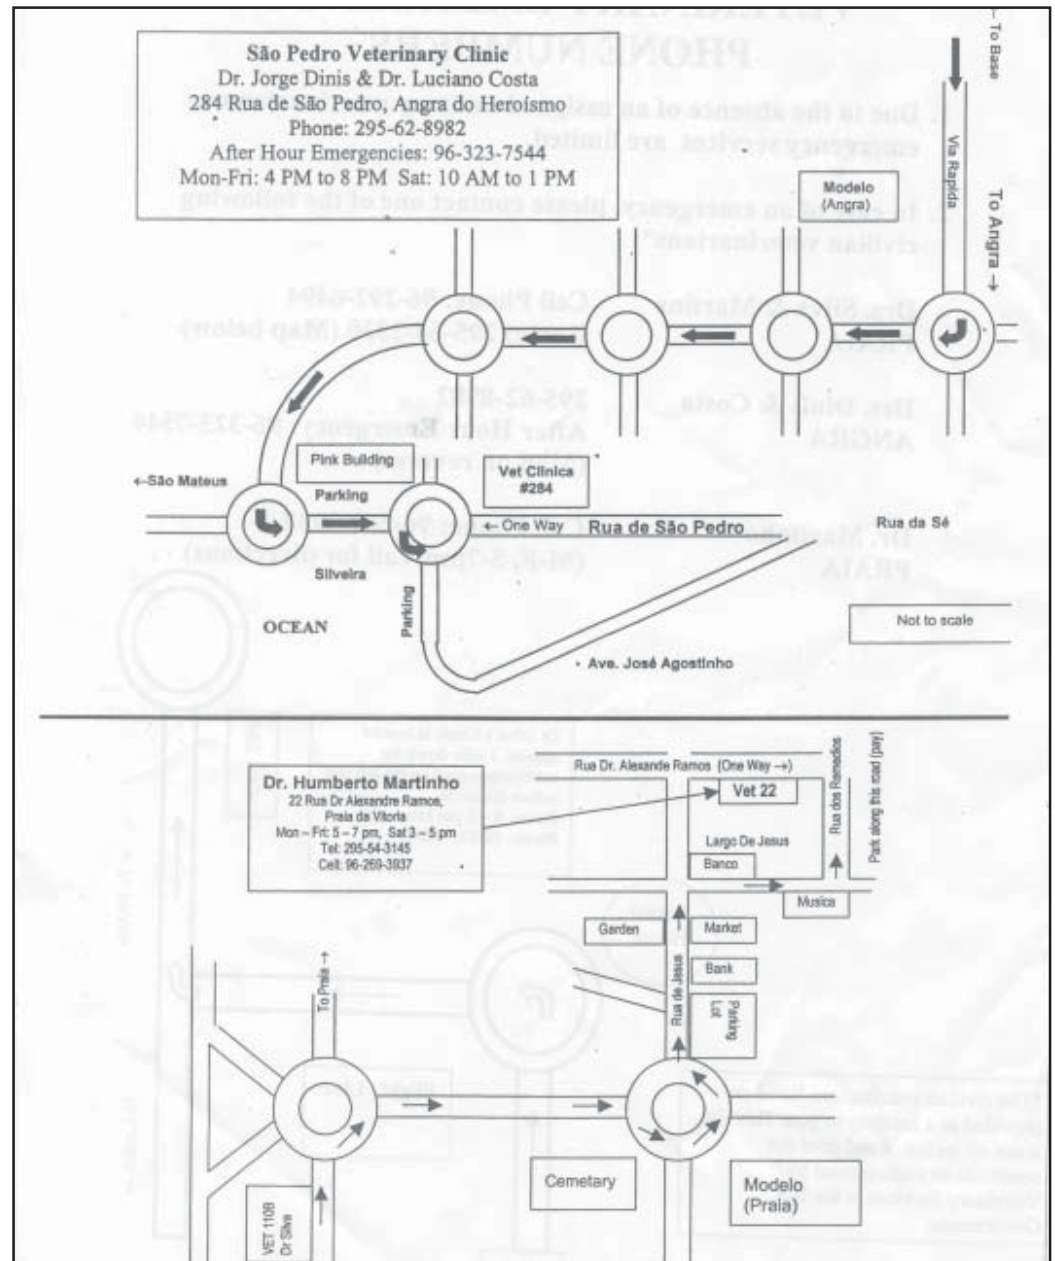 São Pedro Veterinary Clinic
Dr. Jorge Dinis & Dr. Luciano Costa
284 Rua de São Pedro, Angra do Heroísmo
Phone: 295-62-8982
After Hour Emergencies: 96-323-7544
Mon-Fri: 4 PM to 8 PM Sat: 10 AM to 1 PM
← To Base
Via Rapida
To Angra →
Modelo
(Angra)
Pink Building
Parking
Vet Clinica
#284
←São Mateus
← One Way
Rua de São Pedro
Rua da Sé
Silveira
Parking
OCEAN
Not to scale
Ave. José Agostinho
Rua Dr. Alexande Ramos (One Way →)
Dr. Humberto Martinho
22 Rua Dr Alexandre Ramos,
Praia da Vitoria
Mon – Fri: 5 – 7 pm, Sat 3 – 5 pm
Tel: 295-54-3145
Cell: 96-269-3937
Vet 22
Rua dos Remedios
Park along this road (pay)
Largo De Jesus
Banco
Musica
Garden
Market
Bank
Parking
Lot
Rua de Jesus
To Praia →
Cemetary
Modelo
(Praia)
VET 110B
Dr Silva